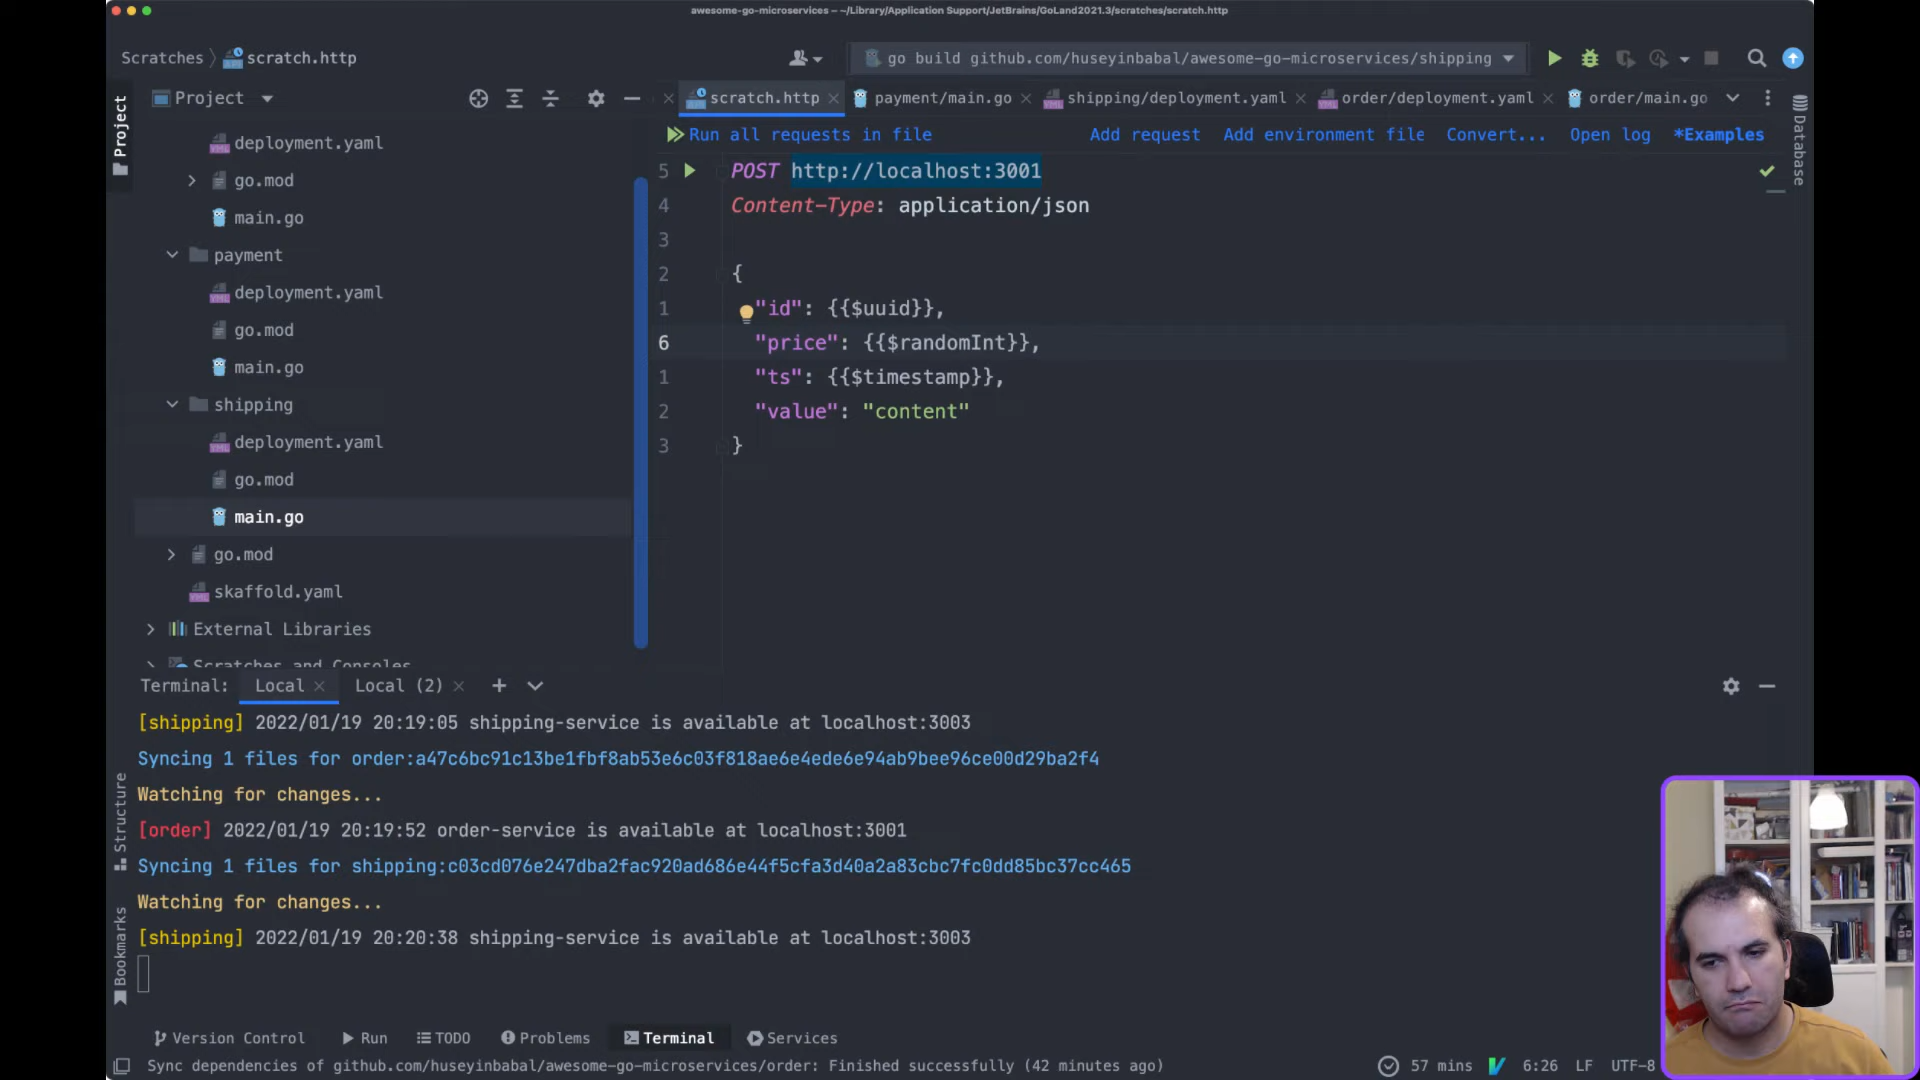 awesome-go-microservices – ~/Library/Application Support/JetBrains/GoLand2021.3/scratches/scratch.http
Scratches scratch.http
go build github.com/huseyinbabal/awesome-go-microservices/shipping
Project
scratch.http payment/main.go shipping/deployment.yaml order/deployment.yaml order/main.go
Run all requests in file Add request Add environment file Convert... Open log *Examples
Project
Database
deployment.yaml
go.mod
main.go
payment
deployment.yaml
go.mod
main.go
shipping
deployment.yaml
go.mod
main.go
go.mod
skaffold.yaml
External Libraries
Scratches and Consoles
5 POST http://localhost:3001
4 Content-Type: application/json
3
2 {
1 "id": {{$uuid}},
6 "price": {{$randomInt}},
1 "ts": {{$timestamp}},
2 "value": "content"
3 }
Terminal: Local Local (2)
[shipping] 2022/01/19 20:19:05 shipping-service is available at localhost:3003
Syncing 1 files for order:a47c6bc91c13be1fbf8ab53e6c03f818ae6e4ede6e94ab9bee96ce00d29ba2f4
Watching for changes...
[order] 2022/01/19 20:19:52 order-service is available at localhost:3001
Syncing 1 files for shipping:c03cd076e247dba2fac920ad686e44f5cfa3d40a2a83cbc7fc0dd85bc37cc465
Watching for changes...
[shipping] 2022/01/19 20:20:38 shipping-service is available at localhost:3003
Structure
Bookmarks
Version Control Run TODO Problems Terminal Services
Sync dependencies of github.com/huseyinbabal/awesome-go-microservices/order: Finished successfully (42 minutes ago)
57 mins 6:26 LF UTF-8